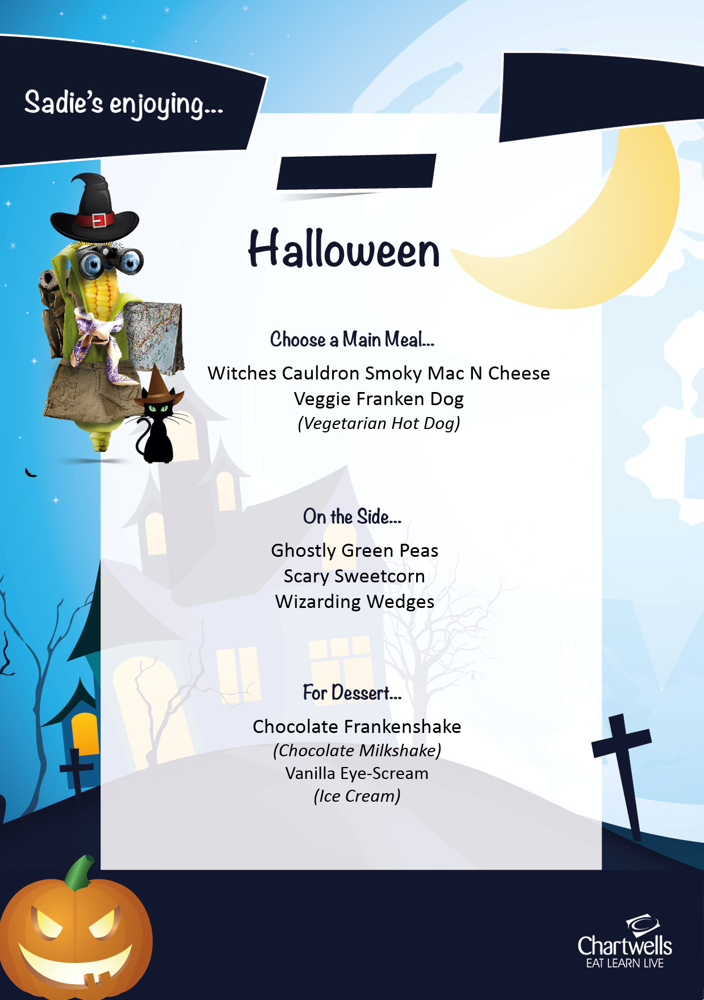 Sadie's enjoying...
Halloween
Choose a Main Meal...
Witches Cauldron Smoky Mac N Cheese
Veggie Franken Dog
(Vegetarian Hot Dog)
On the Side...
Ghostly Green Peas
Scary Sweetcorn
Wizarding Wedges
For Dessert...
Chocolate Frankenshake
(Chocolate Milkshake)
Vanilla Eye-Scream
(Ice Cream)
Chartwells
EAT LEARN LIVE